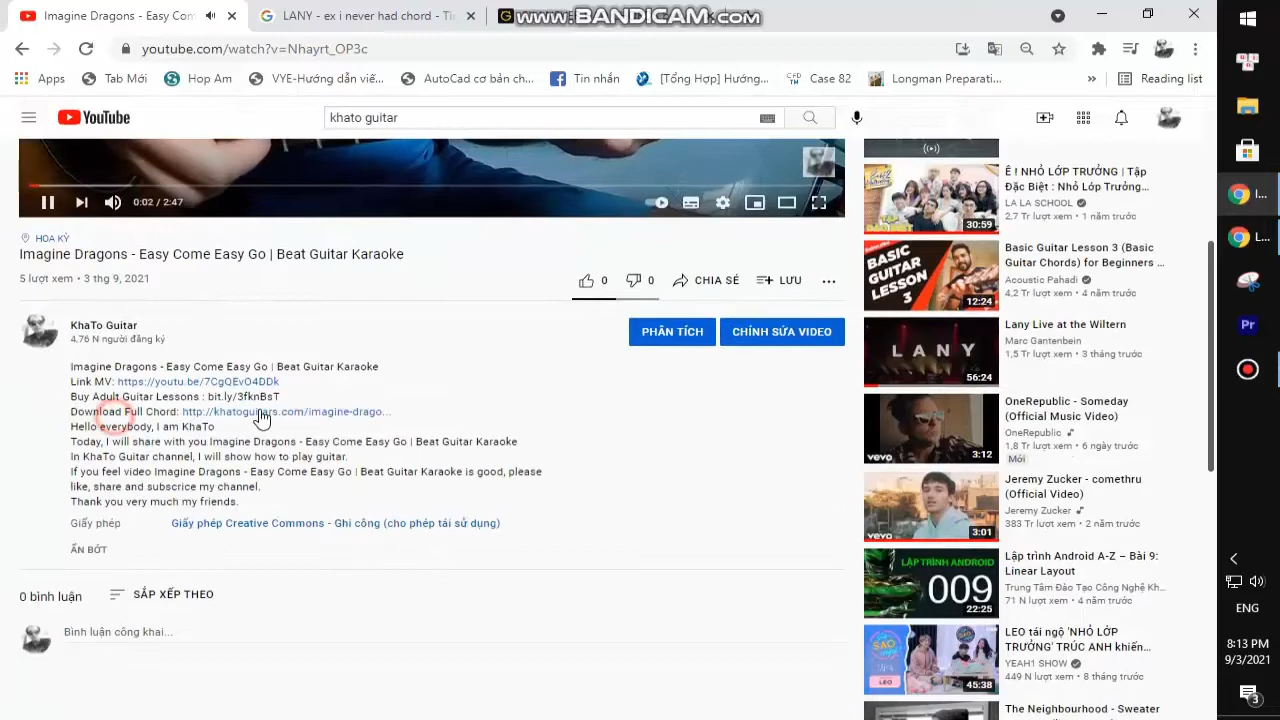 Imagine Dragons - Easy Com
LANY - ex i never had chord - Th
www.BANDICAM.com
youtube.com/watch?v=Nhayrt_OP3c
Apps
Tab Mới
Hop Am
VYE-Hướng dẫn viế...
AutoCad cơ bản ch...
Tin nhắn
[Tổng Hợp] Hướng...
Case 82
Longman Preparati...
»
Reading list
YouTube
khato guitar
0:02 / 2:47
HOA KỲ
Imagine Dragons - Easy Come Easy Go | Beat Guitar Karaoke
5 lượt xem • 3 thg 9, 2021
0
0
CHIA SẺ
LƯU
KhaTo Guitar
4,76 N người đăng ký
PHÂN TÍCH
CHỈNH SỬA VIDEO
Imagine Dragons - Easy Come Easy Go | Beat Guitar Karaoke
Link MV: https://youtu.be/7CgQEvO4DDk
Buy Adult Guitar Lessons : bit.ly/3fknBsT
Download Full Chord: http://khatoguitars.com/imagine-drago...
Hello everybody, I am KhaTo
Today, I will share with you Imagine Dragons - Easy Come Easy Go | Beat Guitar Karaoke
In KhaTo Guitar channel, I will show how to play guitar.
If you feel video Imagine Dragons - Easy Come Easy Go | Beat Guitar Karaoke is good, please
like, share and subscrice my channel.
Thank you very much my friends.
Giấy phép
Giấy phép Creative Commons - Ghi công (cho phép tái sử dụng)
ẨN BỚT
0 bình luận
SẮP XẾP THEO
Bình luận công khai...
Ê ! NHỎ LỚP TRƯỞNG | Tập
Đặc Biệt : Nhỏ Lớp Trưởng...
LA LA SCHOOL
2,7 Tr lượt xem • 1 năm trước
30:59
Basic Guitar Lesson 3 (Basic
Guitar Chords) for Beginners ...
Acoustic Pahadi
4,2 Tr lượt xem • 4 năm trước
BASIC
GUITAR
LESSON
3
12:24
Lany Live at the Wiltern
Marc Gantenbein
1,5 Tr lượt xem • 3 tháng trước
LANY
56:24
OneRepublic - Someday
(Official Music Video)
OneRepublic
1,8 Tr lượt xem • 6 ngày trước
Mới
vevo
3:12
Jeremy Zucker - comethru
(Official Video)
Jeremy Zucker
383 Tr lượt xem • 2 năm trước
vevo
3:01
Lập trình Android A-Z – Bài 9:
Linear Layout
Trung Tâm Đào Tạo Công Nghệ Kh...
71 N lượt xem • 4 năm trước
LẬP TRÌNH ANDROID
009
22:25
LEO tái ngộ 'NHỎ LỚP
TRƯỞNG' TRÚC ANH khiến...
YEAH1 SHOW
449 N lượt xem • 8 tháng trước
LEO
45:38
The Neighbourhood - Sweater
I...
L...
Pr
ENG
8:13 PM
9/3/2021
3